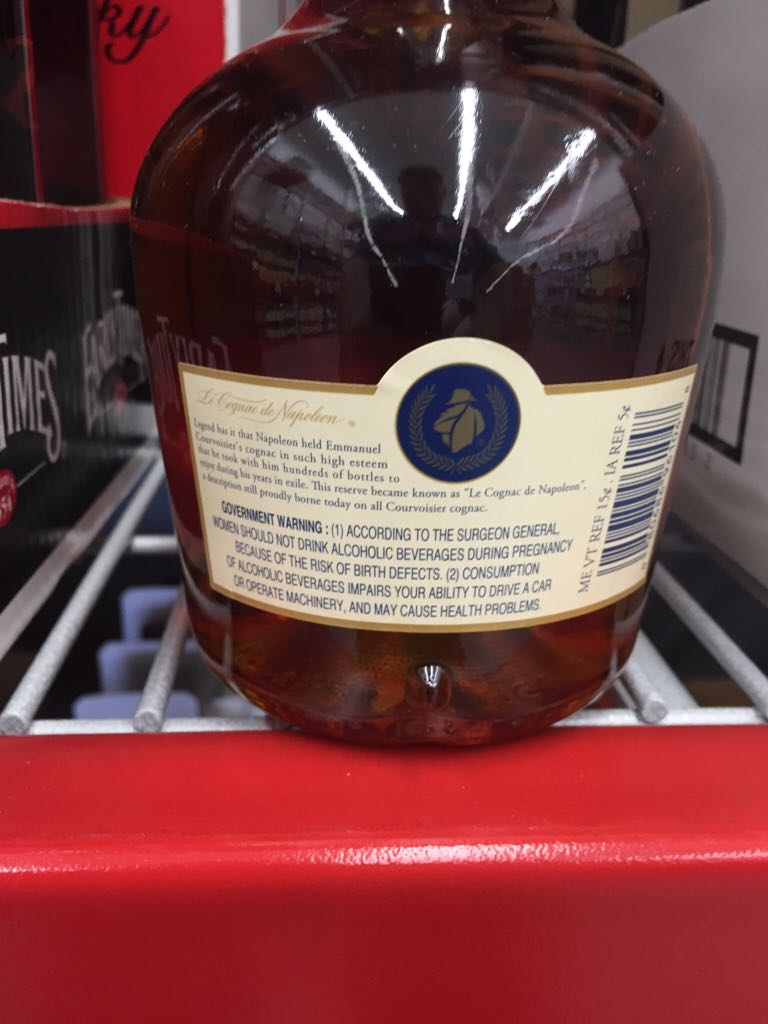 ky
TIMES
EARLY TIMES
Le Cognac de Napoleon
Legend has it that Napoleon held Emmanuel
Courvoisier's cognac in such high esteem
that he took with him hundreds of bottles to
enjoy during his years in exile. This reserve became known as "Le Cognac de Napoleon",
a description still proudly borne today on all Courvoisier cognac.
GOVERNMENT WARNING : (1) ACCORDING TO THE SURGEON GENERAL,
WOMEN SHOULD NOT DRINK ALCOHOLIC BEVERAGES DURING PREGNANCY
BECAUSE OF THE RISK OF BIRTH DEFECTS. (2) CONSUMPTION
OF ALCOHOLIC BEVERAGES IMPAIRS YOUR ABILITY TO DRIVE A CAR
OR OPERATE MACHINERY, AND MAY CAUSE HEALTH PROBLEMS.
ME VT REF 15¢ . IA REF 5¢